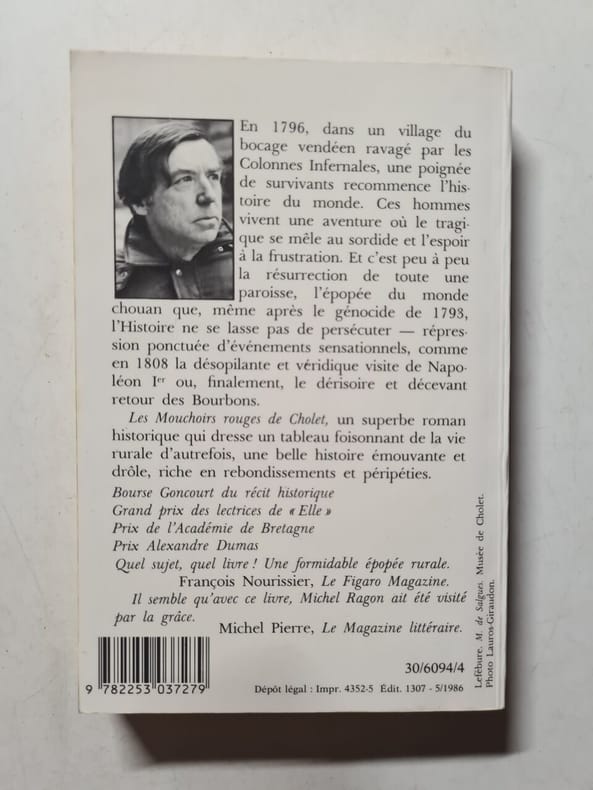 En 1796, dans un village du
bocage vendéen ravagé par les
Colonnes Infernales, une poignée
de survivants recommence l'his-
toire du monde. Ces hommes
vivent une aventure où le tragi-
que se mêle au sordide et l'espoir
à la frustration. Et c'est peu à peu
la résurrection de toute une
paroisse, l'épopée du monde
chouan que, même après le génocide de 1793,
l'Histoire ne se lasse pas de persécuter — répres-
sion ponctuée d'événements sensationnels, comme
en 1808 la désopilante et véridique visite de Napo-
léon Ier ou, finalement, le dérisoire et décevant
retour des Bourbons.
Les Mouchoirs rouges de Cholet, un superbe roman
historique qui dresse un tableau foisonnant de la vie
rurale d'autrefois, une belle histoire émouvante et
drôle, riche en rebondissements et péripéties.
Bourse Goncourt du récit historique
Grand prix des lectrices de « Elle »
Prix de l'Académie de Bretagne
Prix Alexandre Dumas
Quel sujet, quel livre ! Une formidable épopée rurale.
François Nourissier, Le Figaro Magazine.
Il semble qu'avec ce livre, Michel Ragon ait été visité
par la grâce.
Michel Pierre, Le Magazine littéraire.
Lefébure. M. de Salgues. Musée de Cholet.
Photo Lauros-Giraudon.
30/6094/4
9 782253 037279
Dépôt légal : Impr. 4352-5 Édit. 1307 - 5/1986